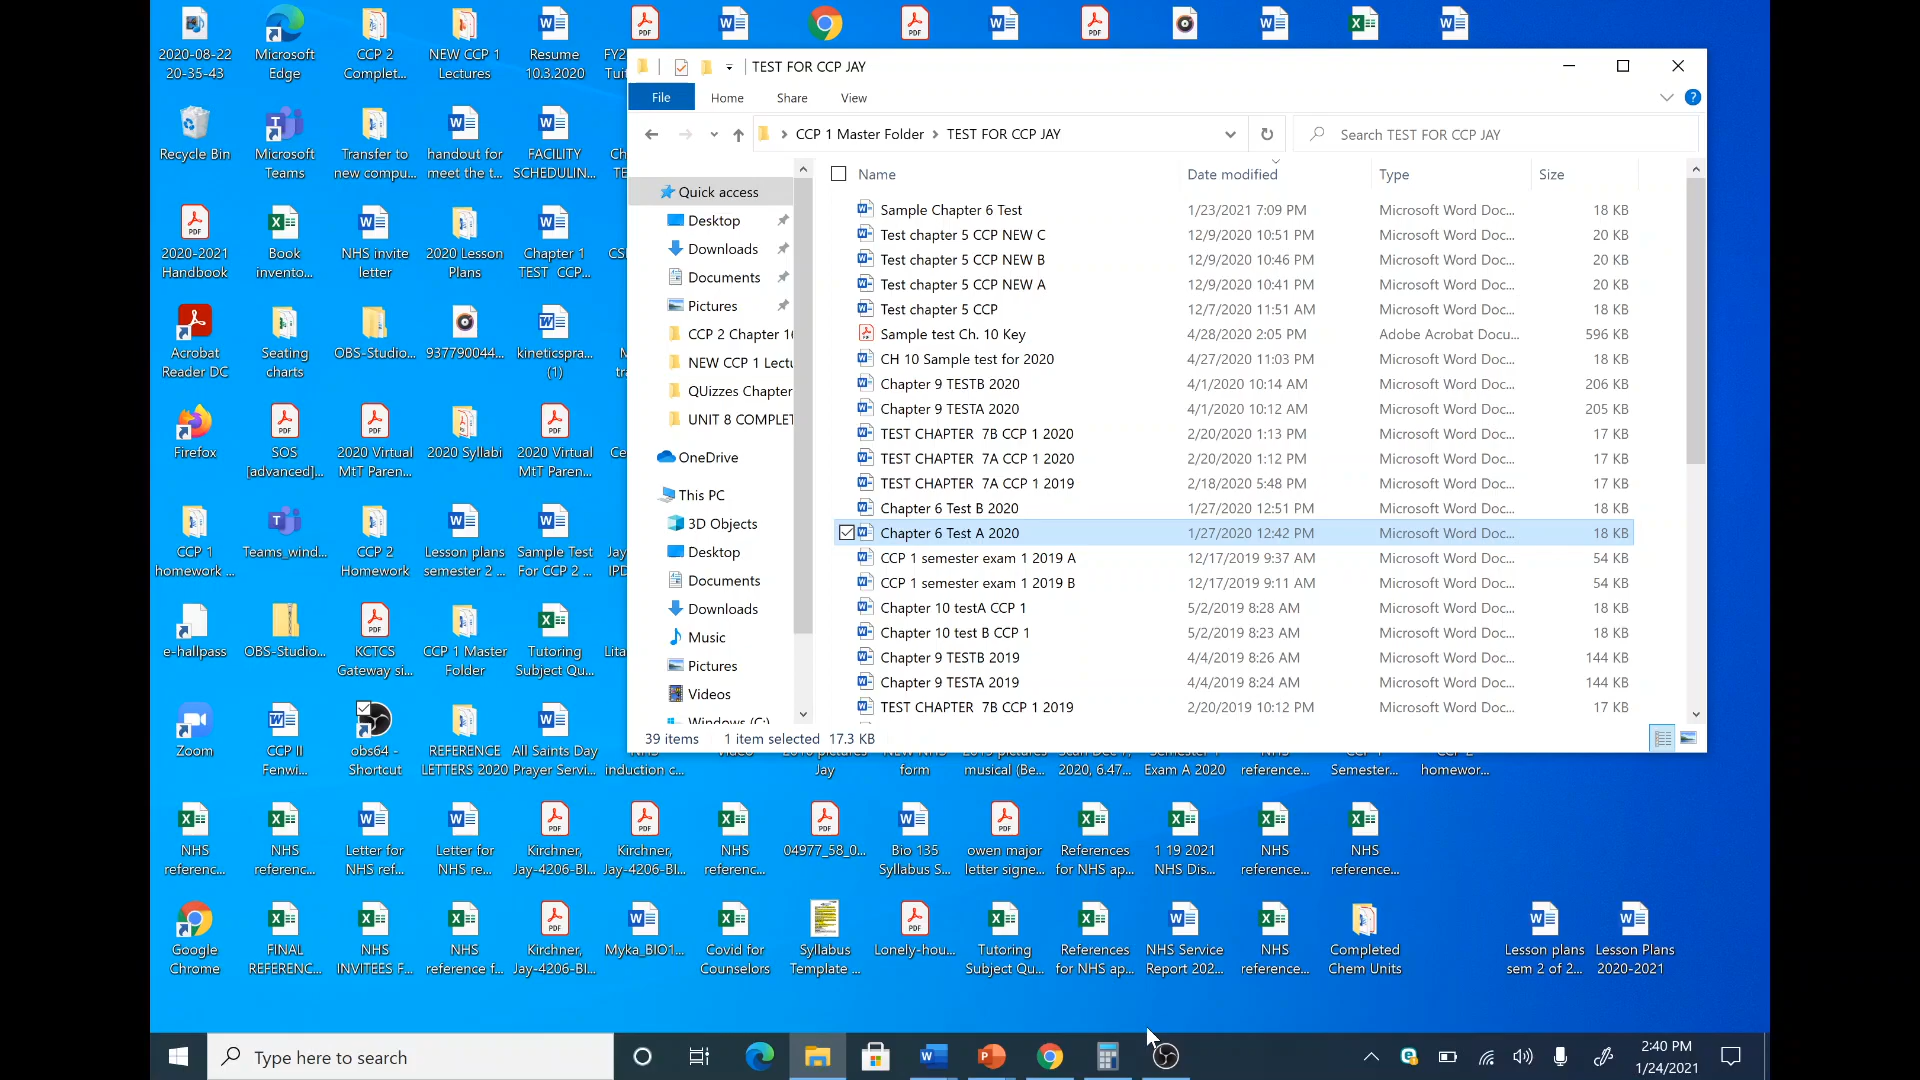 2020-08-22
20-35-43
Microsoft
Edge
CCP 2
Complet...
NEW CCP 1
Lectures
Resume
10.3.2020
TEST FOR CCP JAY
File
Home
Share
View
CCP 1 Master Folder
TEST FOR CCP JAY
Search TEST FOR CCP JAY
Name
Date modified
Type
Size
Sample Chapter 6 Test 1/23/2021 7:09 PM Microsoft Word Doc... 18 KB
Test chapter 5 CCP NEW C 12/9/2020 10:51 PM Microsoft Word Doc... 20 KB
Test chapter 5 CCP NEW B 12/9/2020 10:46 PM Microsoft Word Doc... 20 KB
Test chapter 5 CCP NEW A 12/9/2020 10:41 PM Microsoft Word Doc... 20 KB
Test chapter 5 CCP 12/7/2020 11:51 AM Microsoft Word Doc... 18 KB
Sample test Ch. 10 Key 4/28/2020 2:05 PM Adobe Acrobat Docu... 596 KB
CH 10 Sample test for 2020 4/27/2020 11:03 PM Microsoft Word Doc... 18 KB
Chapter 9 TESTB 2020 4/1/2020 10:14 AM Microsoft Word Doc... 206 KB
Chapter 9 TESTA 2020 4/1/2020 10:12 AM Microsoft Word Doc... 205 KB
TEST CHAPTER 7B CCP 1 2020 2/20/2020 1:13 PM Microsoft Word Doc... 17 KB
TEST CHAPTER 7A CCP 1 2020 2/20/2020 1:12 PM Microsoft Word Doc... 17 KB
TEST CHAPTER 7A CCP 1 2019 2/18/2020 5:48 PM Microsoft Word Doc... 17 KB
Chapter 6 Test B 2020 1/27/2020 12:51 PM Microsoft Word Doc... 18 KB
Chapter 6 Test A 2020 1/27/2020 12:42 PM Microsoft Word Doc... 18 KB
CCP 1 semester exam 1 2019 A 12/17/2019 9:37 AM Microsoft Word Doc... 54 KB
CCP 1 semester exam 1 2019 B 12/17/2019 9:11 AM Microsoft Word Doc... 54 KB
Chapter 10 testA CCP 1 5/2/2019 8:28 AM Microsoft Word Doc... 18 KB
Chapter 10 test B CCP 1 5/2/2019 8:23 AM Microsoft Word Doc... 18 KB
Chapter 9 TESTB 2019 4/4/2019 8:26 AM Microsoft Word Doc... 144 KB
Chapter 9 TESTA 2019 4/4/2019 8:24 AM Microsoft Word Doc... 144 KB
TEST CHAPTER 7B CCP 1 2019 2/20/2019 10:12 PM Microsoft Word Doc... 17 KB
39 items 1 item selected 17.3 KB
Quick access
Desktop
Downloads
Documents
Pictures
CCP 2 Chapter 16
NEW CCP 1 Lectu
QUizzes Chapter
UNIT 8 COMPLET
OneDrive
This PC
3D Objects
Desktop
Documents
Downloads
Music
Pictures
Videos
Windows (C:)
Recycle Bin
Microsoft
Teams
Transfer to
new compu...
handout for
meet the t...
FACILITY
SCHEDULIN...
2020-2021
Handbook
Book
invento...
NHS invite
letter
2020 Lesson
Plans
Chapter 1
TEST CCP...
Acrobat
Reader DC
Seating
charts
OBS-Studio...
937790044...
kineticspra...
(1)
Firefox
SOS
[advanced]...
2020 Virtual
MtT Paren...
2020 Syllabi
2020 Virtual
MtT Paren...
CCP 1
homework ...
Teams_wind...
CCP 2
Homework
Lesson plans
semester 2 ...
Sample Test
For CCP 2 ...
e-hallpass
OBS-Studio...
KCTCS
Gateway si...
CCP 1 Master
Folder
Tutoring
Subject Qu...
Zoom
CCP II
Fenwi...
obs64 -
Shortcut
REFERENCE
LETTERS 2020
All Saints Day
Prayer Servi...
induction c...
Jay
form
musical (Be...
2020, 6.47...
Exam A 2020
reference...
Semester...
homewor...
NHS
referenc...
NHS
referenc...
Letter for
NHS ref...
Letter for
NHS re...
Kirchner,
Jay-4206-BI...
Kirchner,
Jay-4206-BI...
NHS
referenc...
04977_58_0...
Bio 135
Syllabus S...
owen major
letter signe...
References
for NHS ap...
1 19 2021
NHS Dis...
NHS
reference...
NHS
reference...
Google
Chrome
FINAL
REFERENC...
NHS
INVITEES F...
NHS
reference f...
Kirchner,
Jay-4206-BI...
Myka_BIO1...
Covid for
Counselors
Syllabus
Template ...
Lonely-hou...
Tutoring
Subject Qu...
References
for NHS ap...
NHS Service
Report 202...
NHS
reference...
Completed
Chem Units
Lesson plans
sem 2 of 2...
Lesson Plans
2020-2021
Type here to search
2:40 PM
1/24/2021